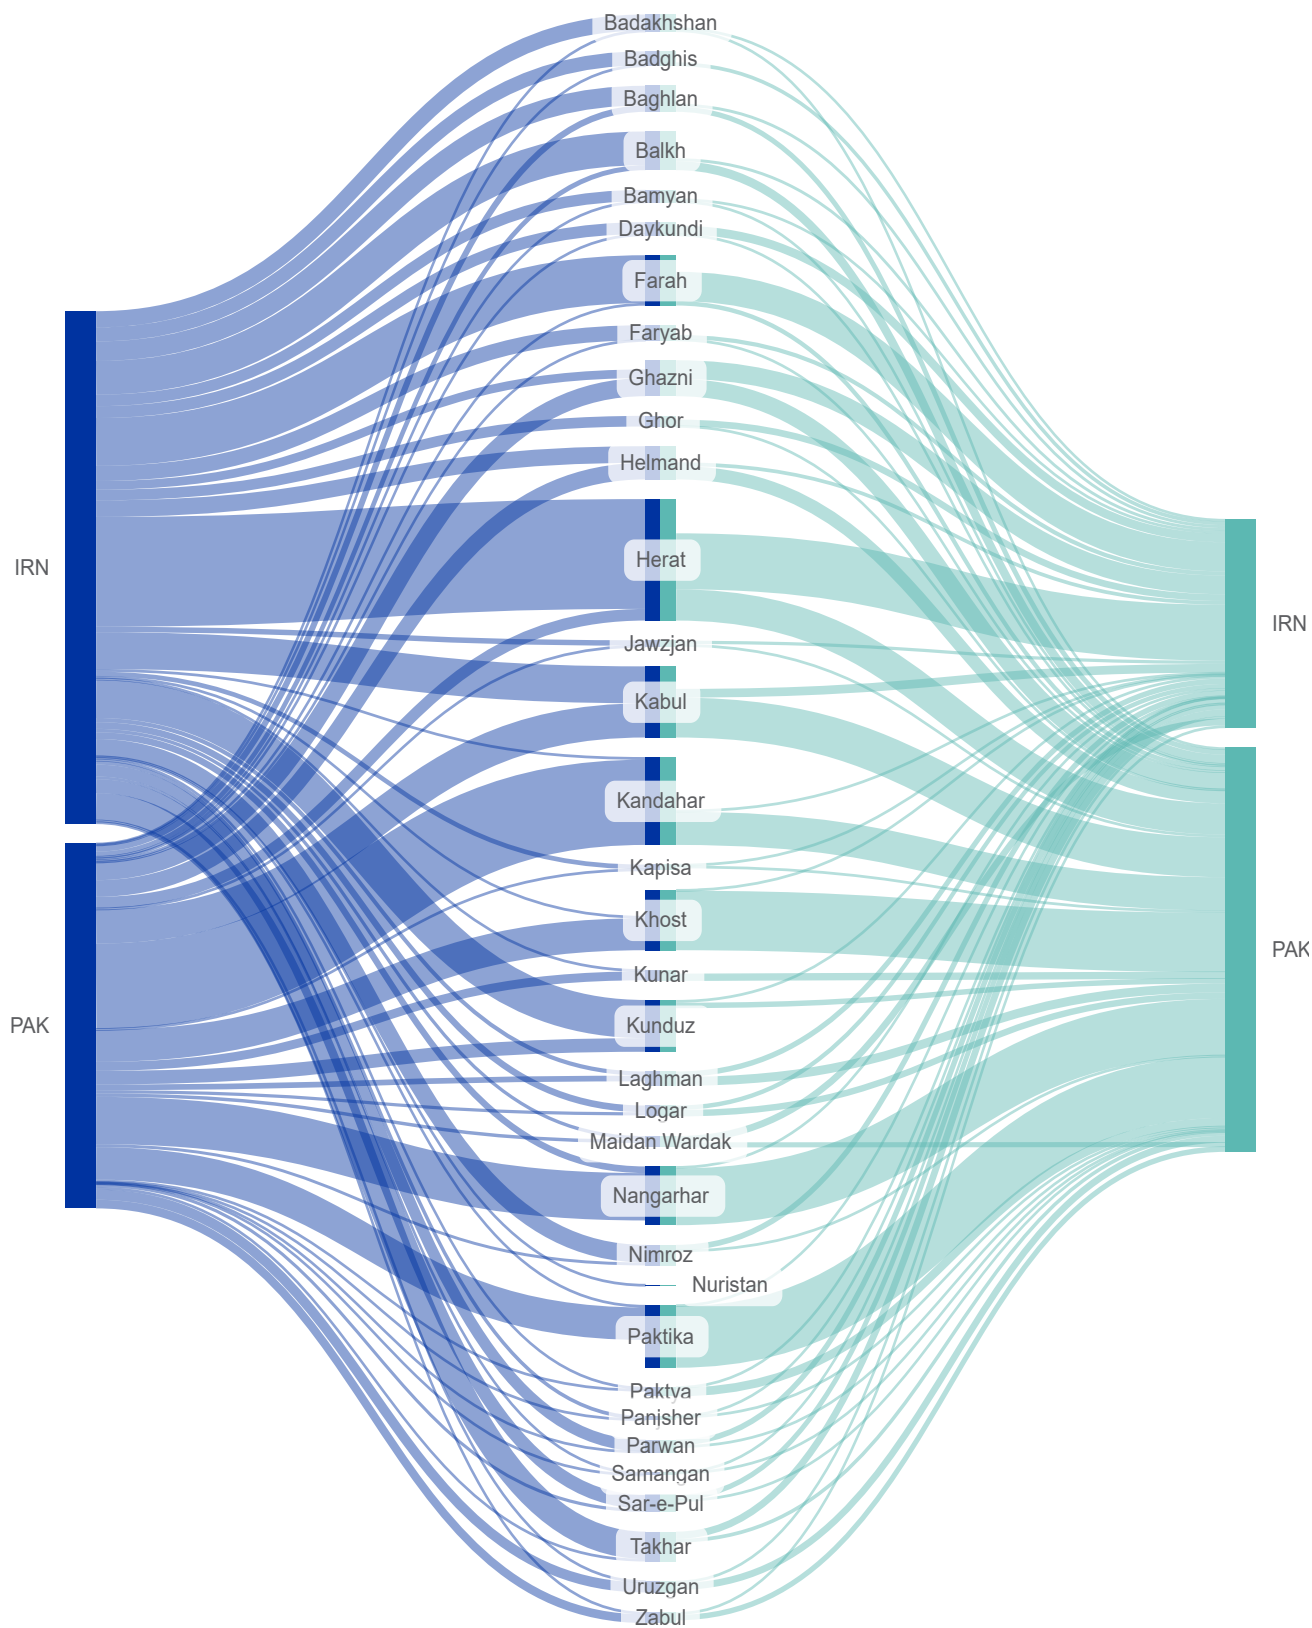 Badakhshan
Badghis
Baghlan
Balkh
Bamyan
Daykundi
Farah
Faryab
Ghazni
Ghor
Helmand
Herat
IRN
IRN
Jawzjan
Kabul
Kandahar
Kapisa
Khost
PAK
Kunar
PAK
Kunduz
Laghman
Logar
Maidan Wardak
Nangarhar
Nimroz
Nuristan
Paktika
Paktya
Panjsher
Parwan
Samangan
Sar-e-Pul
Takhar
Uruzgan
Zabul